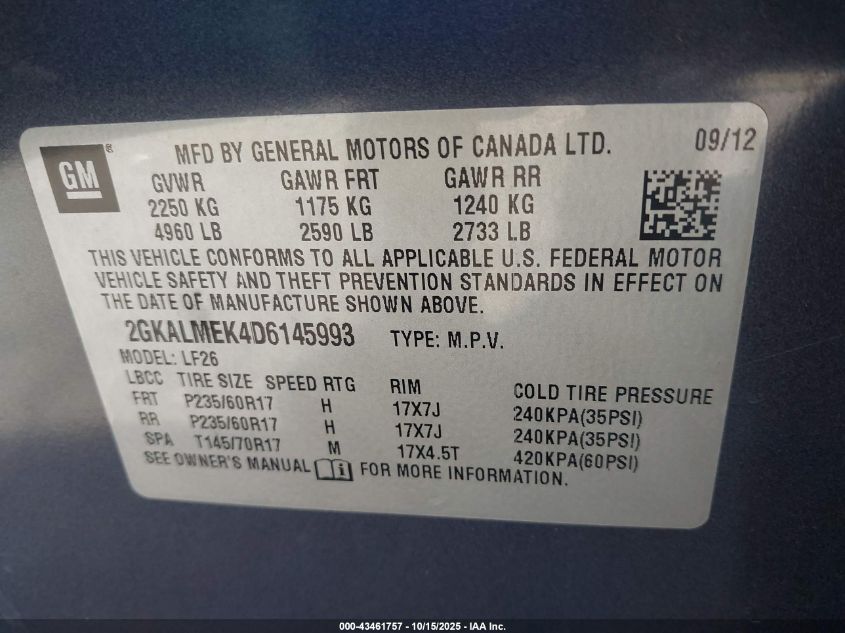 GM ®
MFD BY GENERAL MOTORS OF CANADA LTD. 09/12
GVWR GAWR FRT GAWR RR
2250 KG 1175 KG 1240 KG
4960 LB 2590 LB 2733 LB
THIS VEHICLE CONFORMS TO ALL APPLICABLE U.S. FEDERAL MOTOR
VEHICLE SAFETY AND THEFT PREVENTION STANDARDS IN EFFECT ON
THE DATE OF MANUFACTURE SHOWN ABOVE.
2GKALMEK4D6145993 TYPE: M.P.V.
MODEL: LF26
LBCC TIRE SIZE SPEED RTG RIM COLD TIRE PRESSURE
FRT P235/60R17 H 17X7J 240KPA(35PSI)
RR P235/60R17 H 17X7J 240KPA(35PSI)
SPA T145/70R17 M 17X4.5T 420KPA(60PSI)
SEE OWNER'S MANUAL i FOR MORE INFORMATION.
000-43461757 - 10/15/2025 - IAA Inc.